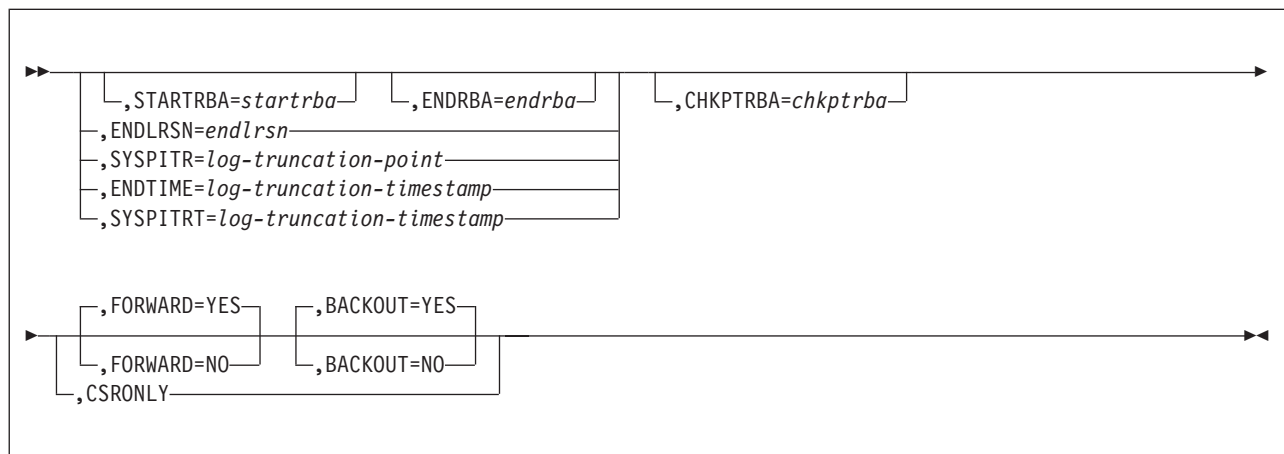 ,STARTRBA=startrba ,ENDRBA=endrba ,CHKPTRBA=chkptrba
,ENDLRSN=endlrsn
,SYSPITR=log-truncation-point
,ENDTIME=log-truncation-timestamp
,SYSPITRT=log-truncation-timestamp
,FORWARD=YES ,BACKOUT=YES
,FORWARD=NO ,BACKOUT=NO
,CSRONLY